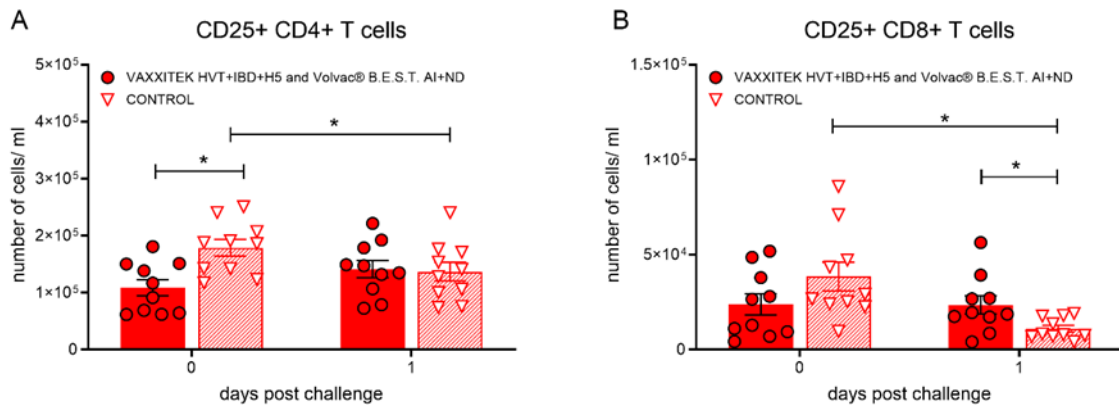 A
CD25+ CD4+ T cells
5×10⁵
4×10⁵
3×10⁵
2×10⁵
1×10⁵
0
number of cells/ ml
VAXXITEK HVT+IBD+H5 and Volvac® B.E.S.T. AI+ND
CONTROL
*
*
0
1
days post challenge
B
CD25+ CD8+ T cells
1.5×10⁵
1×10⁵
5×10⁴
0
number of cells/ ml
VAXXITEK HVT+IBD+H5 and Volvac® B.E.S.T. AI+ND
CONTROL
*
*
0
1
days post challenge